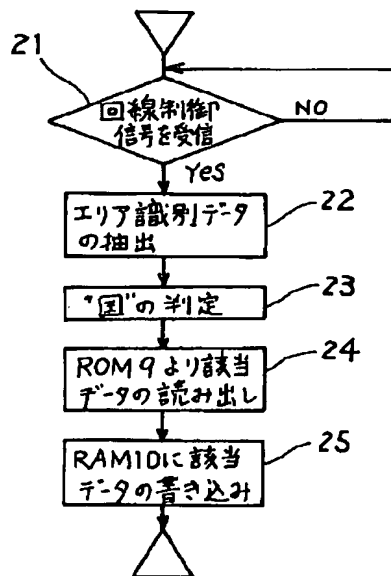 21
回線制御
信号を受信
NO
Yes
エリア識別データ
の抽出
22
"国"の判定
23
ROM9より該当
データの読み出し
24
RAM10に該当
データの書き込み
25